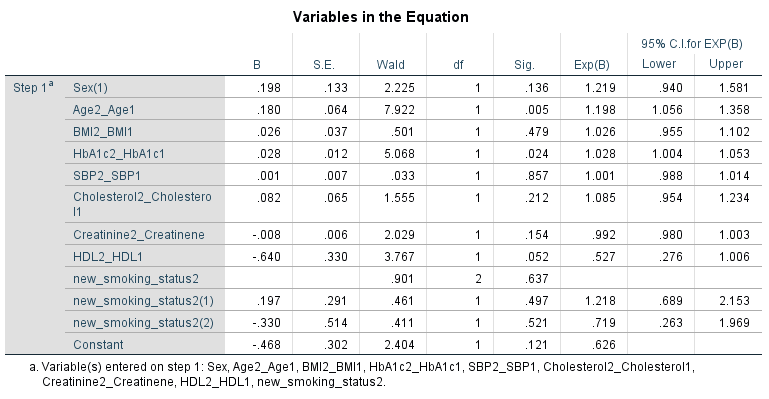 Variables in the Equation
95% C.I.for EXP(B)
B S.E. Wald df Sig. Exp(B) Lower Upper
Step 1a Sex(1) .198 .133 2.225 1 .136 1.219 .940 1.581
Age2_Age1 .180 .064 7.922 1 .005 1.198 1.056 1.358
BMI2_BMI1 .026 .037 .501 1 .479 1.026 .955 1.102
HbA1c2_HbA1c1 .028 .012 5.068 1 .024 1.028 1.004 1.053
SBP2_SBP1 .001 .007 .033 1 .857 1.001 .988 1.014
Cholesterol2_Cholestero
l1 .082 .065 1.555 1 .212 1.085 .954 1.234
Creatinine2_Creatinene -.008 .006 2.029 1 .154 .992 .980 1.003
HDL2_HDL1 -.640 .330 3.767 1 .052 .527 .276 1.006
new_smoking_status2 .901 2 .637
new_smoking_status2(1) .197 .291 .461 1 .497 1.218 .689 2.153
new_smoking_status2(2) -.330 .514 .411 1 .521 .719 .263 1.969
Constant -.468 .302 2.404 1 .121 .626
a. Variable(s) entered on step 1: Sex, Age2_Age1, BMI2_BMI1, HbA1c2_HbA1c1, SBP2_SBP1, Cholesterol2_Cholesterol1,
Creatinine2_Creatinene, HDL2_HDL1, new_smoking_status2.